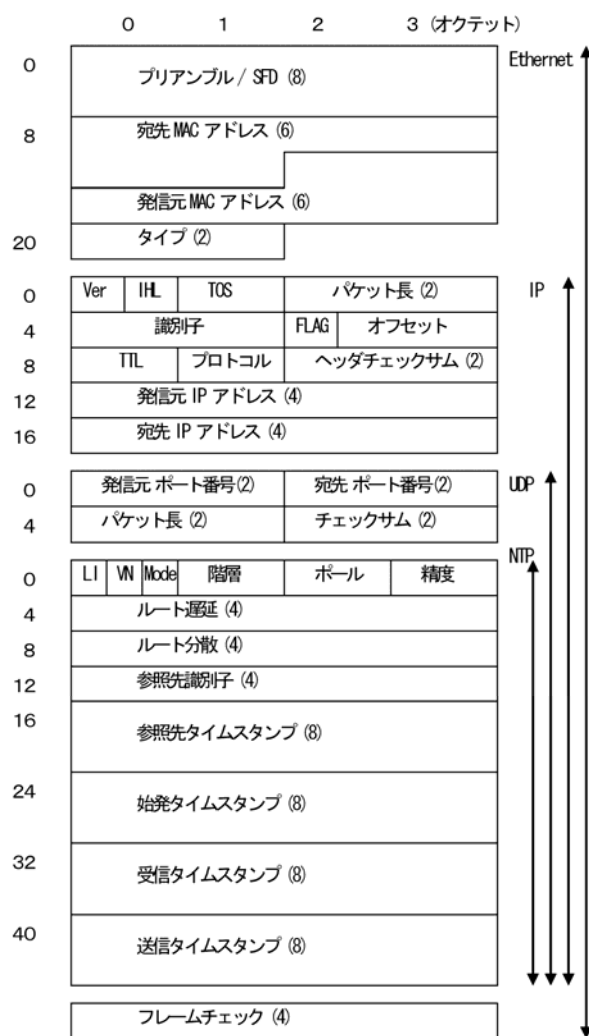 0 1 2 3 (オクテット)
0 プリアンブル / SFD (8) Ethernet
8 宛先 MAC アドレス (6)
発信元 MAC アドレス (6)
20 タイプ (2)
0 Ver IHL TOS パケット長 (2) IP
4 識別子 FLAG オフセット
8 TTL プロトコル ヘッダチェックサム (2)
12 発信元 IP アドレス (4)
16 宛先 IP アドレス (4)
0 発信元 ポート番号(2) 宛先 ポート番号(2) UDP
4 パケット長 (2) チェックサム (2)
NTP
0 LI VN Mode 階層 ポール 精度
4 ルート遅延 (4)
8 ルート分散 (4)
12 参照先識別子 (4)
16 参照先タイムスタンプ (8)
24 始発タイムスタンプ (8)
32 受信タイムスタンプ (8)
40 送信タイムスタンプ (8)
フレームチェック (4)